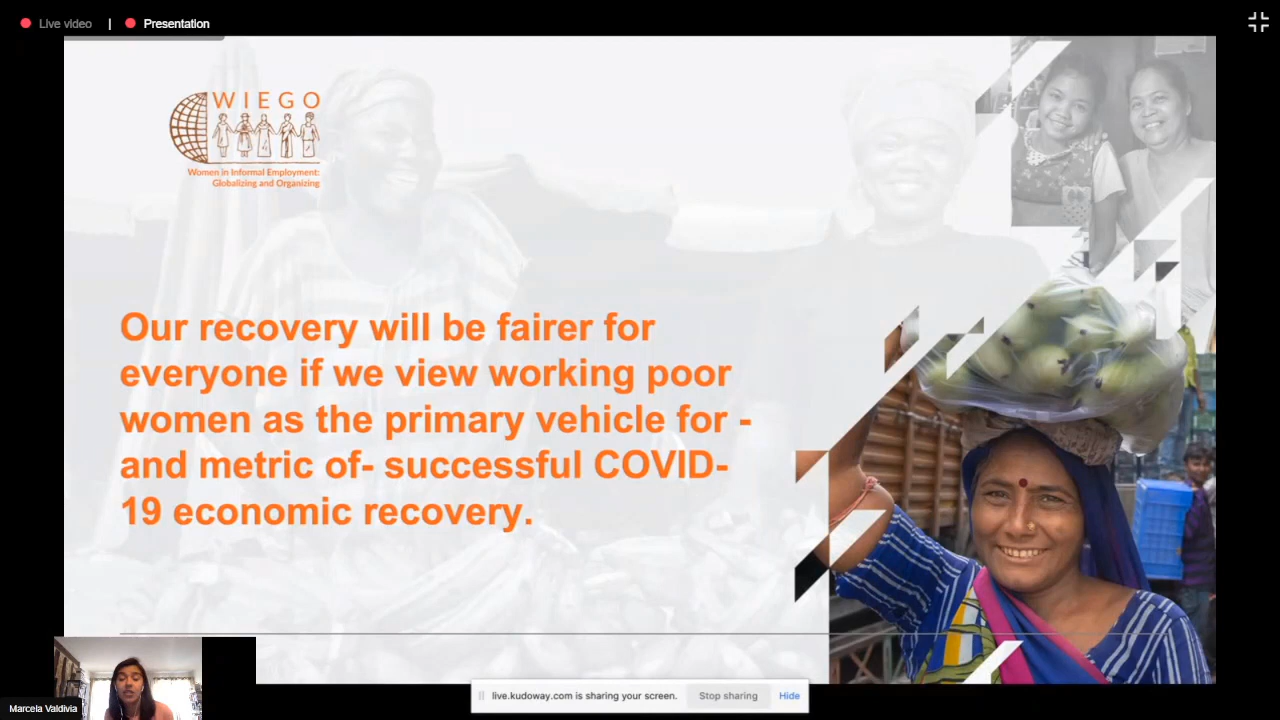 Live video | Presentation
WIEGO
Women in Informal Employment:
Globalizing and Organizing
Our recovery will be fairer for
everyone if we view working poor
women as the primary vehicle for -
and metric of- successful COVID-
19 economic recovery.
live.kudoway.com is sharing your screen. Stop sharing Hide
Marcela Valdivia